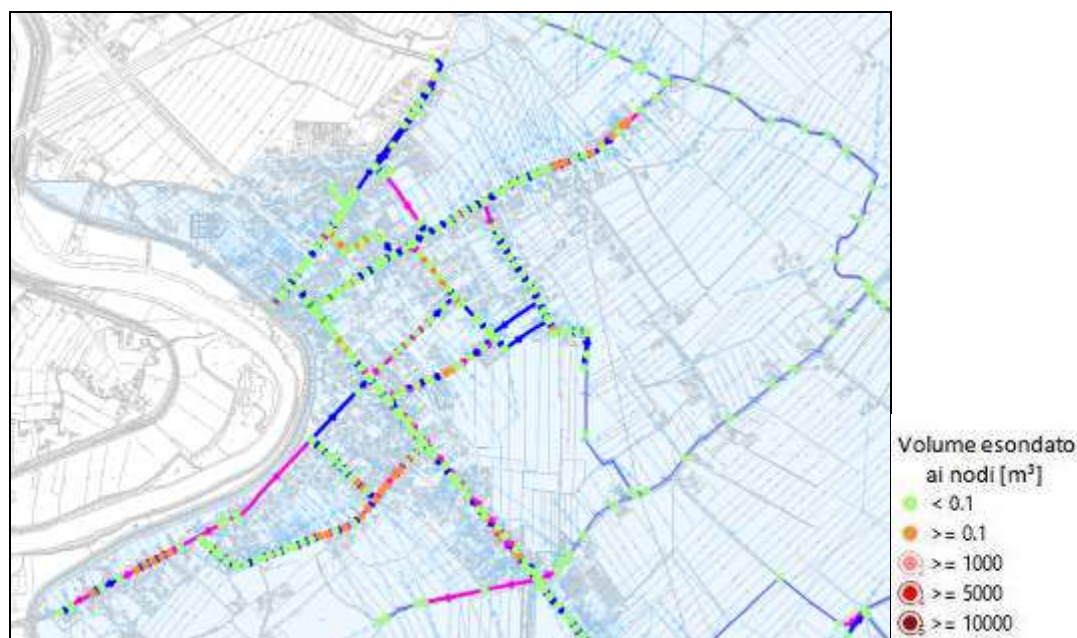 Volume esondato
ai nodi [m³]
< 0.1
>= 0.1
>= 1000
>= 5000
>= 10000